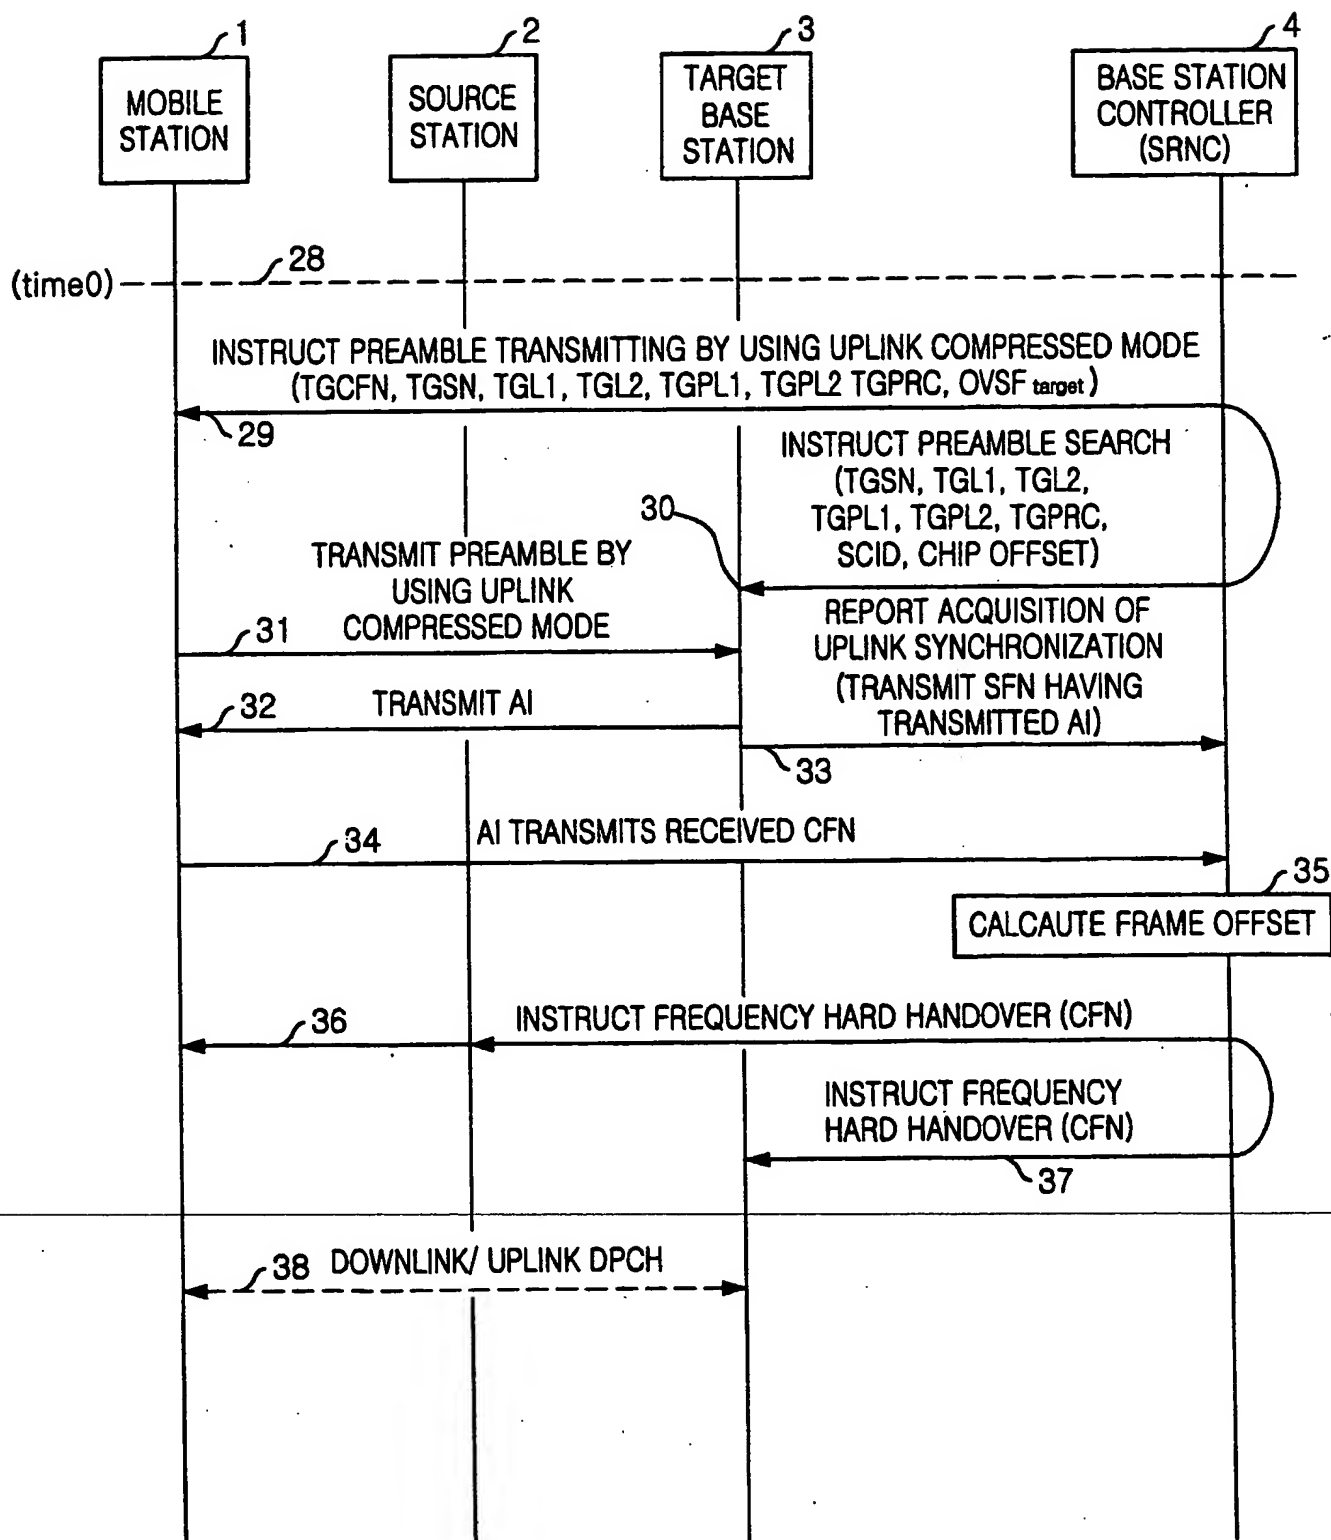 1
2
3
4
MOBILE
STATION
SOURCE
STATION
TARGET
BASE
STATION
BASE STATION
CONTROLLER
(SRNC)
(time0)
28
INSTRUCT PREAMBLE TRANSMITTING BY USING UPLINK COMPRESSED MODE
(TGCFN, TGSN, TGL1, TGL2, TGPL1, TGPL2 TGPRC, OVSF target )
29
INSTRUCT PREAMBLE SEARCH
(TGSN, TGL1, TGL2,
TGPL1, TGPL2, TGPRC,
SCID, CHIP OFFSET)
30
TRANSMIT PREAMBLE BY
USING UPLINK
COMPRESSED MODE
31
REPORT ACQUISITION OF
UPLINK SYNCHRONIZATION
(TRANSMIT SFN HAVING
TRANSMITTED AI)
32
TRANSMIT AI
33
34
AI TRANSMITS RECEIVED CFN
35
CALCAUTE FRAME OFFSET
36
INSTRUCT FREQUENCY HARD HANDOVER (CFN)
INSTRUCT FREQUENCY
HARD HANDOVER (CFN)
37
38
DOWNLINK/ UPLINK DPCH